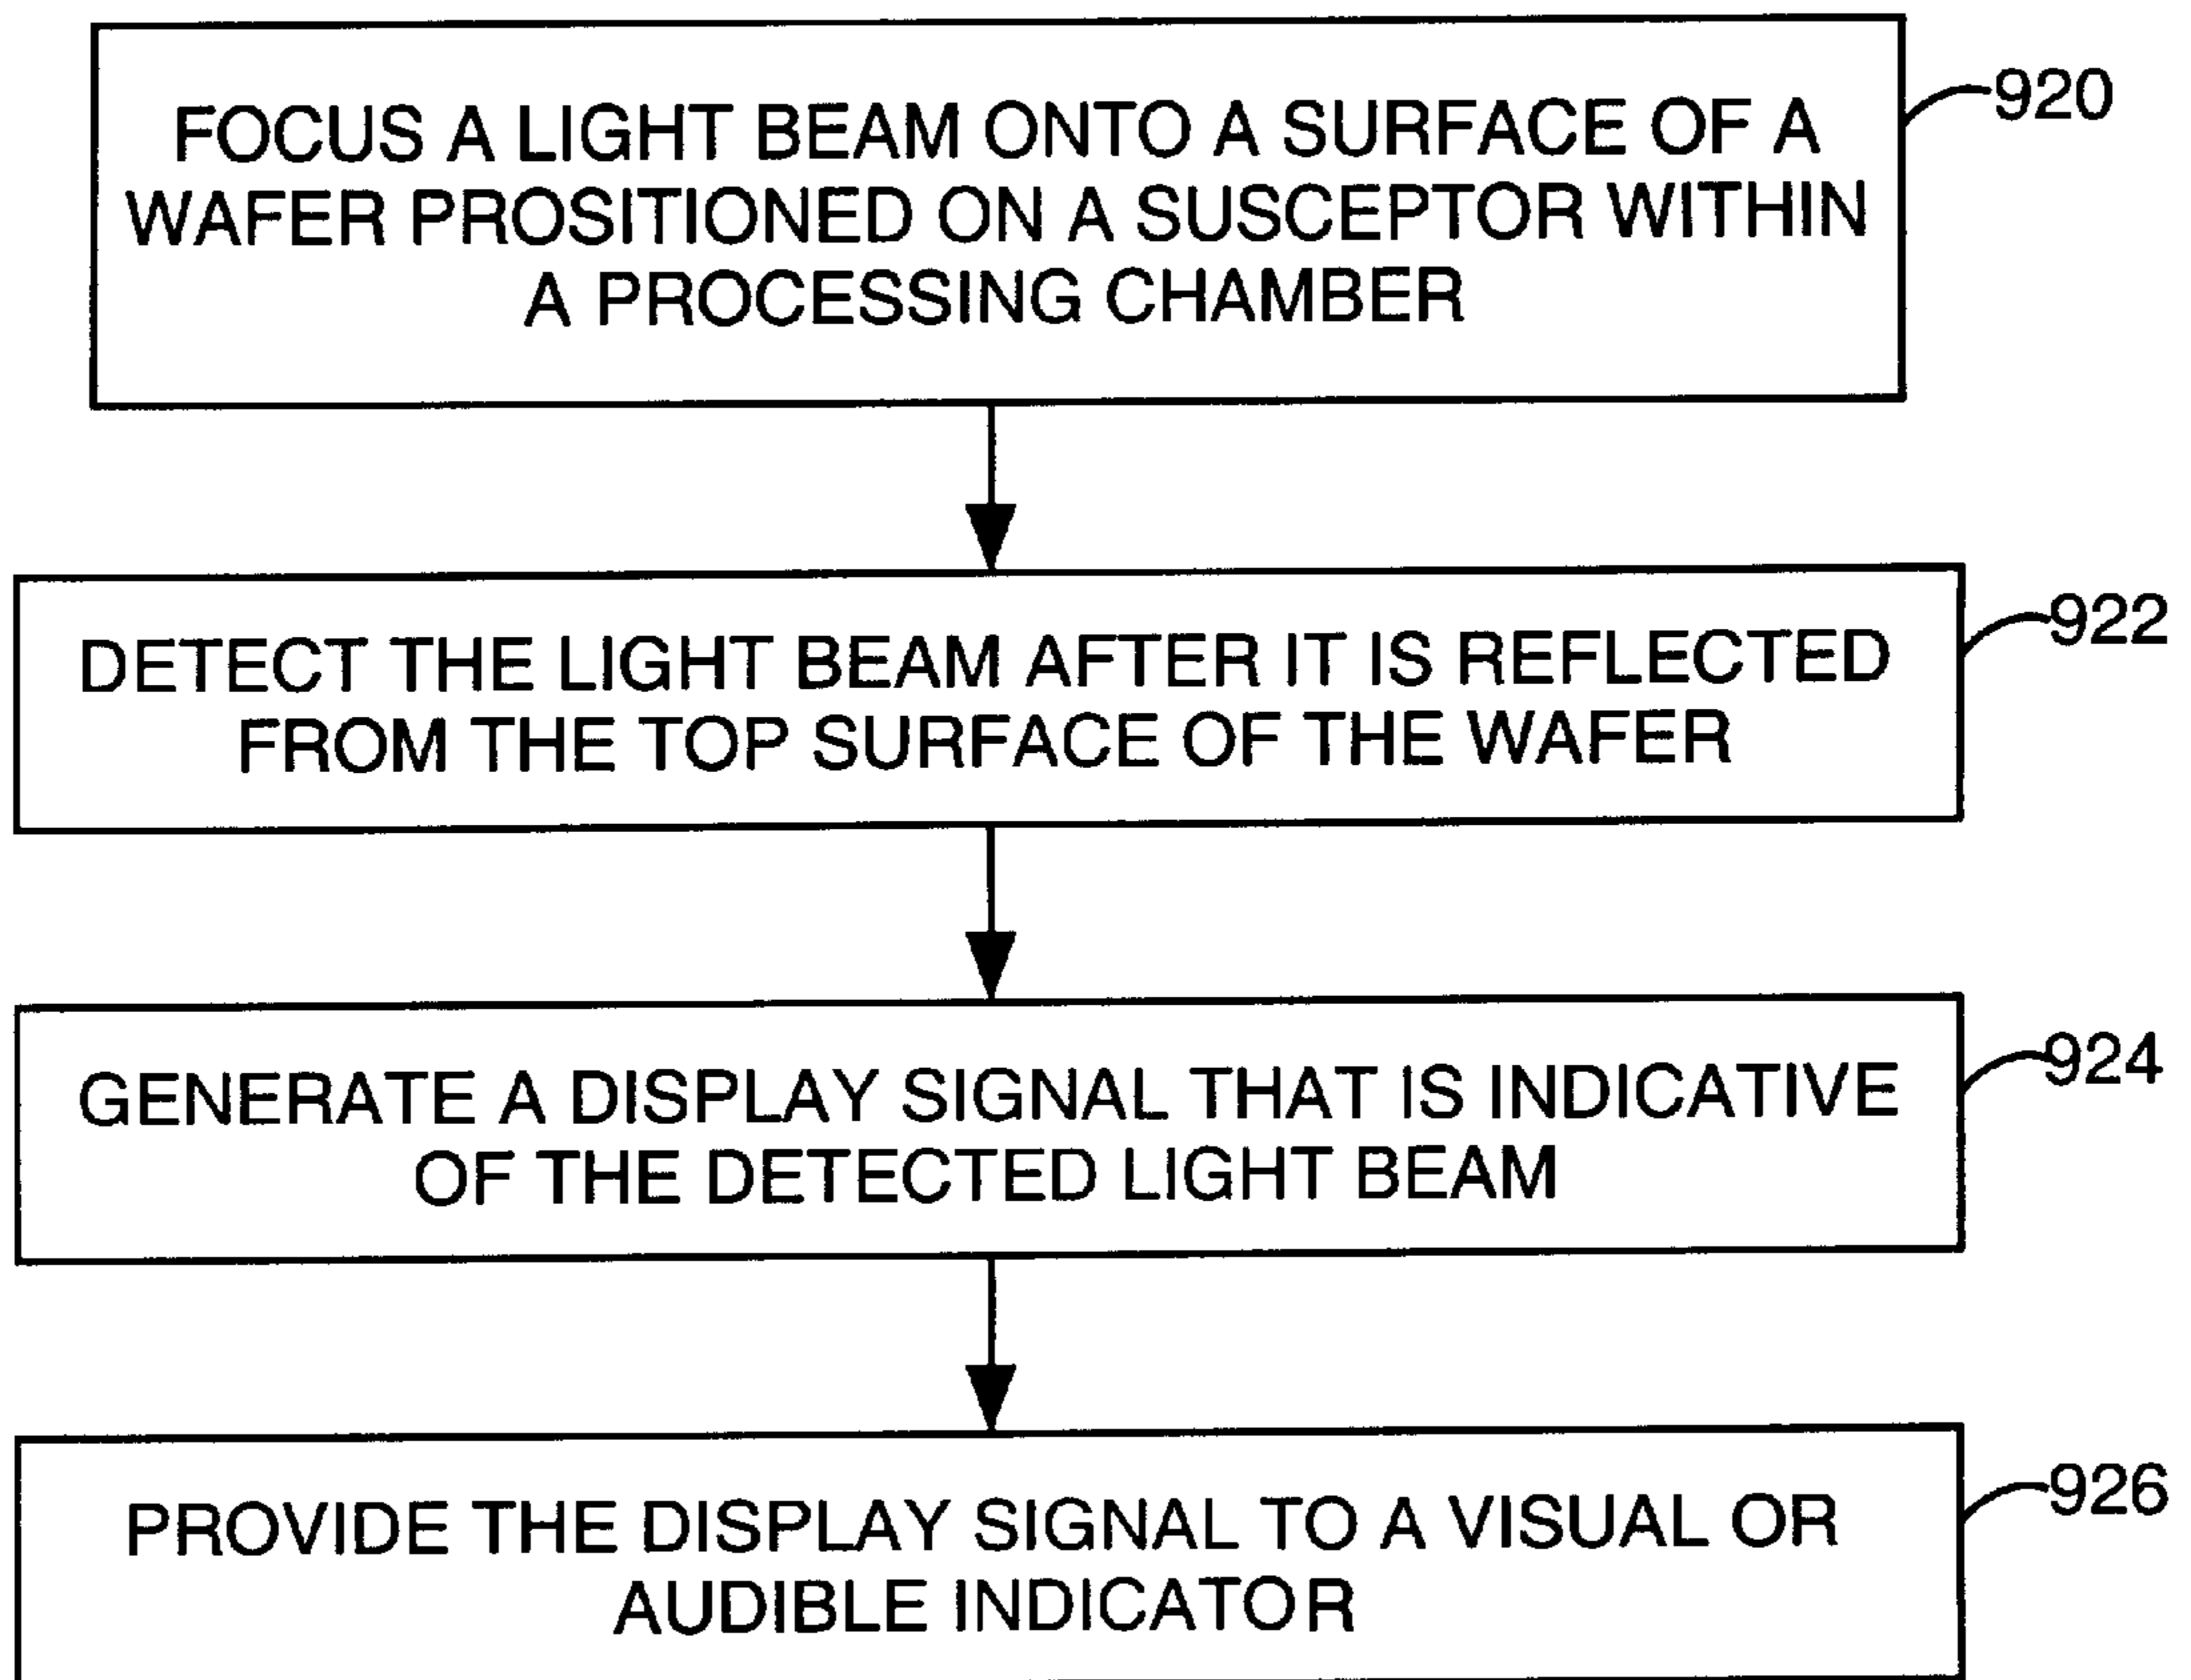 FOCUS A LIGHT BEAM ONTO A SURFACE OF A
WAFER PROSITIONED ON A SUSCEPTOR WITHIN
A PROCESSING CHAMBER
920
DETECT THE LIGHT BEAM AFTER IT IS REFLECTED
FROM THE TOP SURFACE OF THE WAFER
922
GENERATE A DISPLAY SIGNAL THAT IS INDICATIVE
OF THE DETECTED LIGHT BEAM
924
PROVIDE THE DISPLAY SIGNAL TO A VISUAL OR
AUDIBLE INDICATOR
926